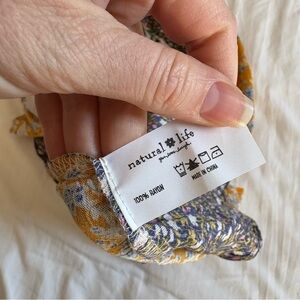 natural life
100% RAYON
MADE IN CHINA